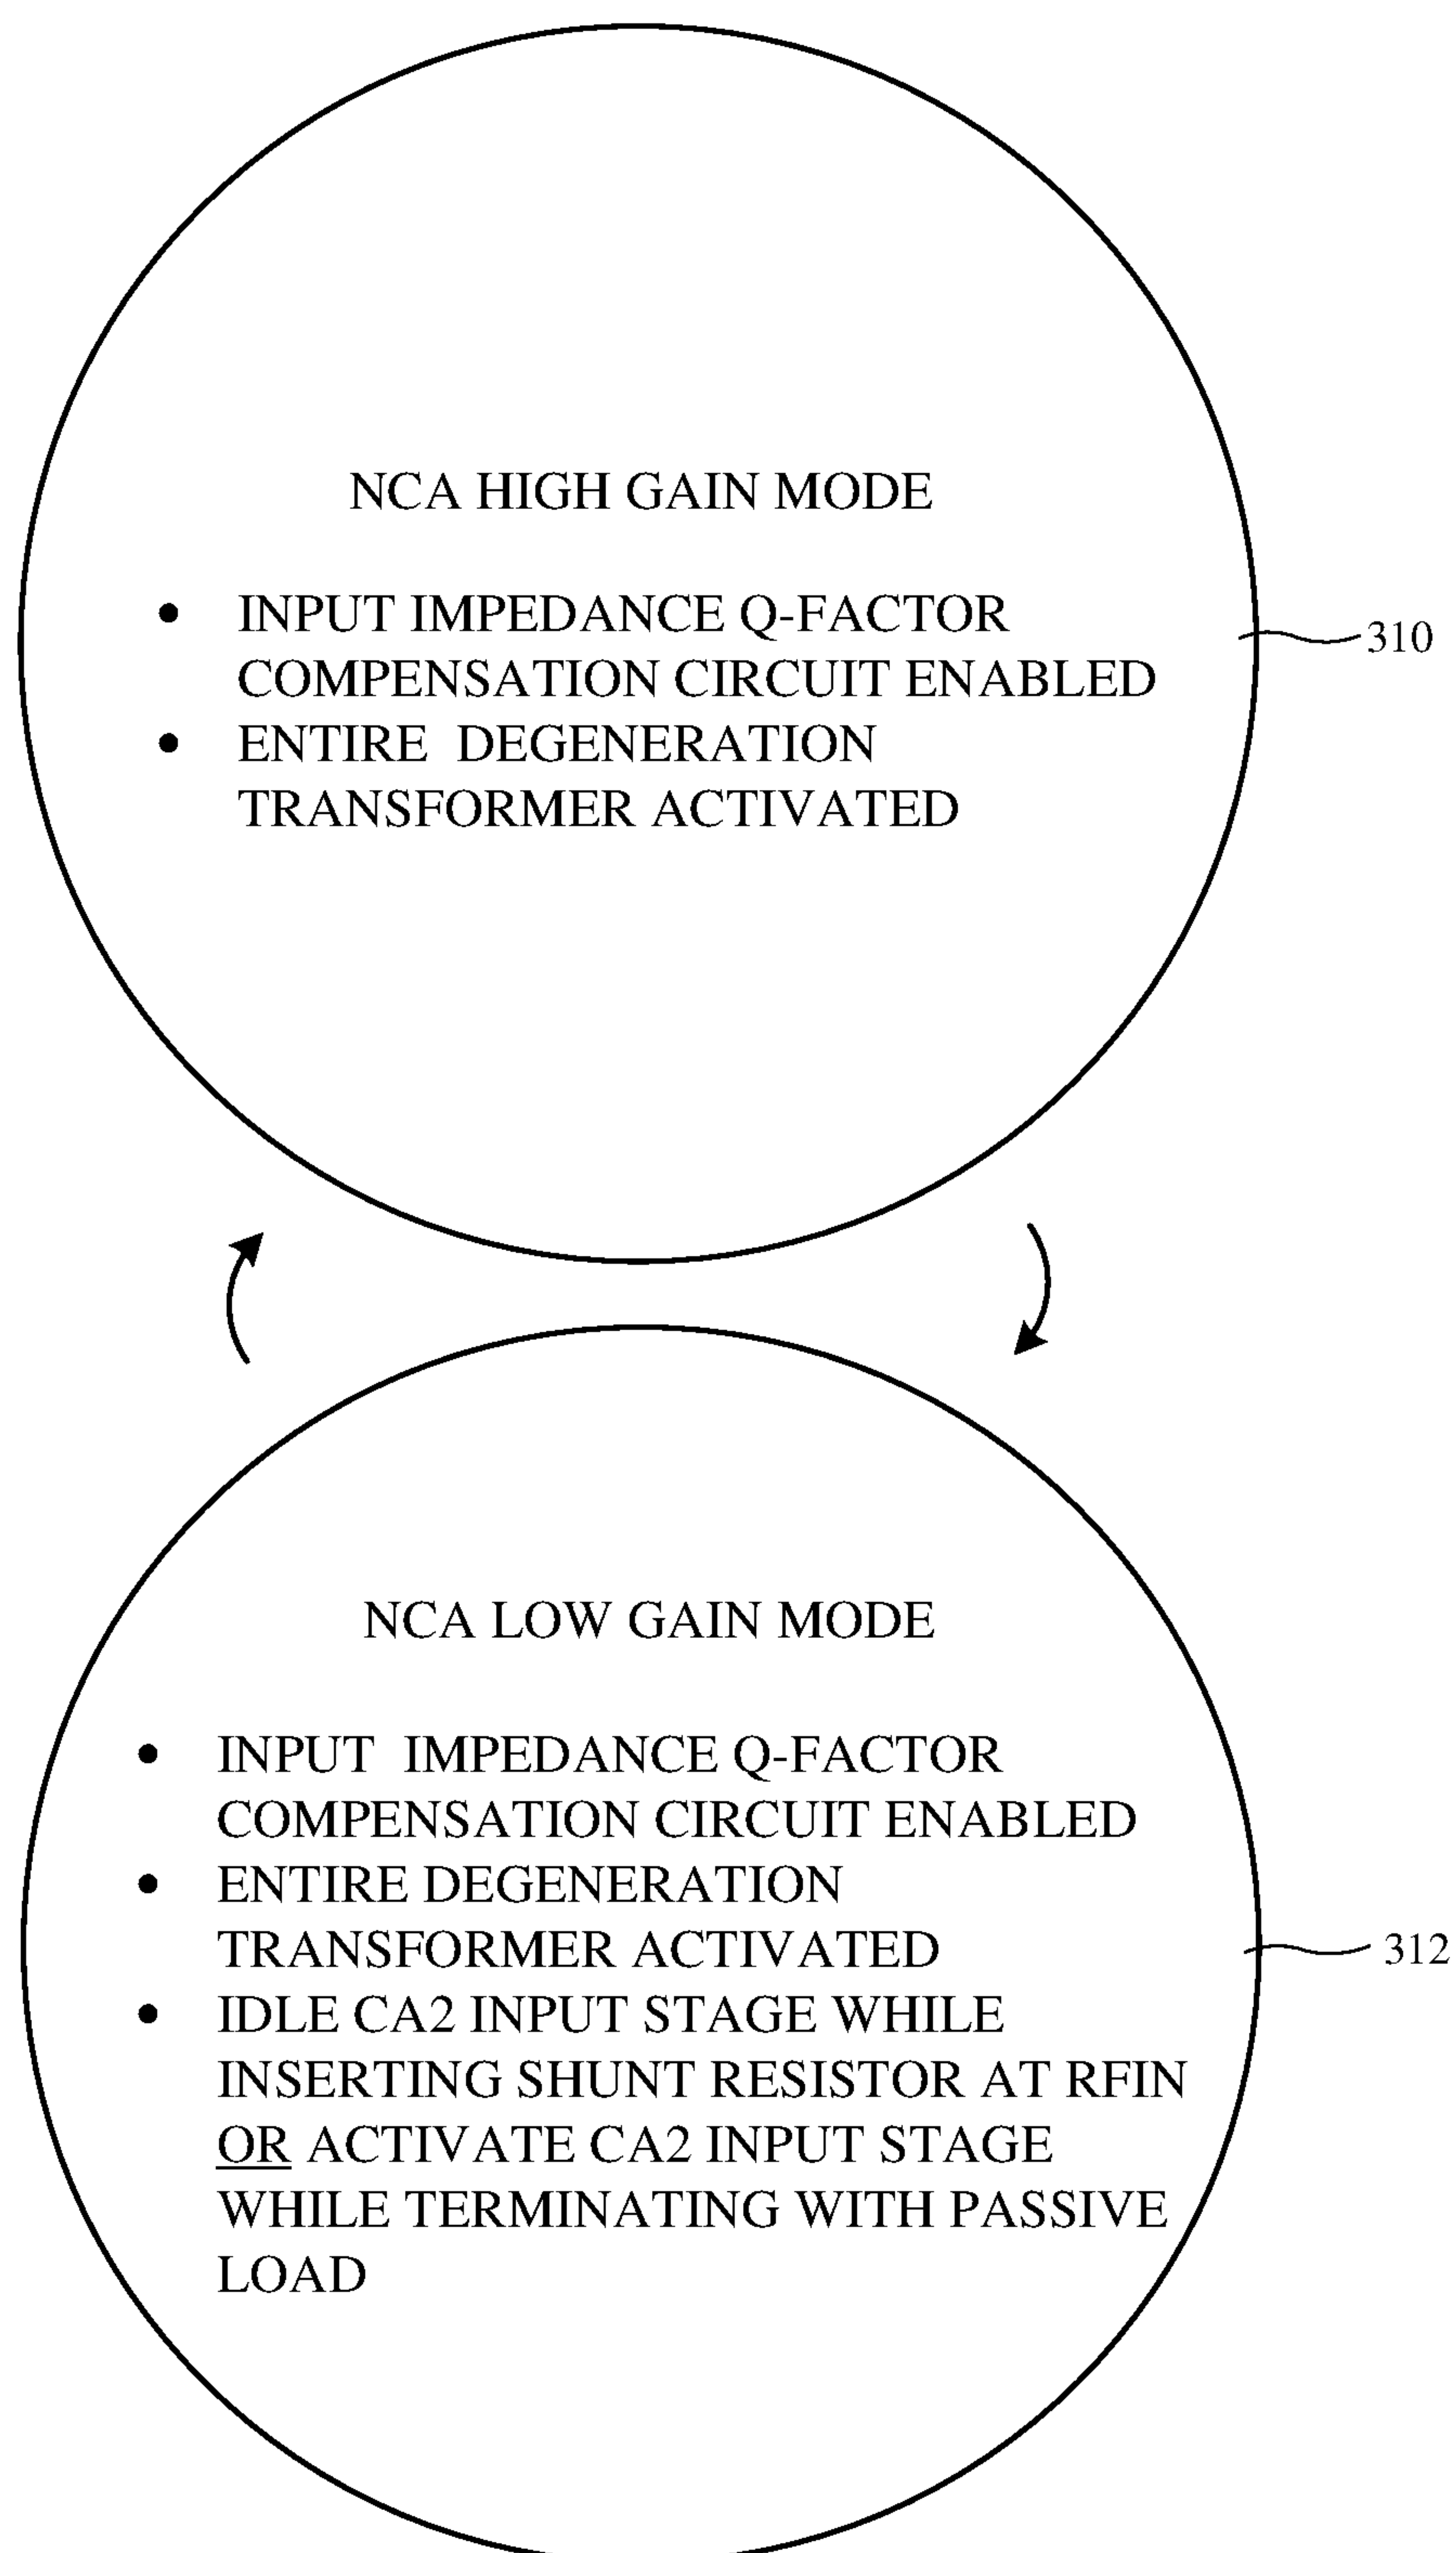 NCA HIGH GAIN MODE
• INPUT IMPEDANCE Q-FACTOR
COMPENSATION CIRCUIT ENABLED
• ENTIRE DEGENERATION
TRANSFORMER ACTIVATED
310
NCA LOW GAIN MODE
• INPUT IMPEDANCE Q-FACTOR
COMPENSATION CIRCUIT ENABLED
• ENTIRE DEGENERATION
TRANSFORMER ACTIVATED
• IDLE CA2 INPUT STAGE WHILE
INSERTING SHUNT RESISTOR AT RFIN
OR ACTIVATE CA2 INPUT STAGE
WHILE TERMINATING WITH PASSIVE
LOAD
312